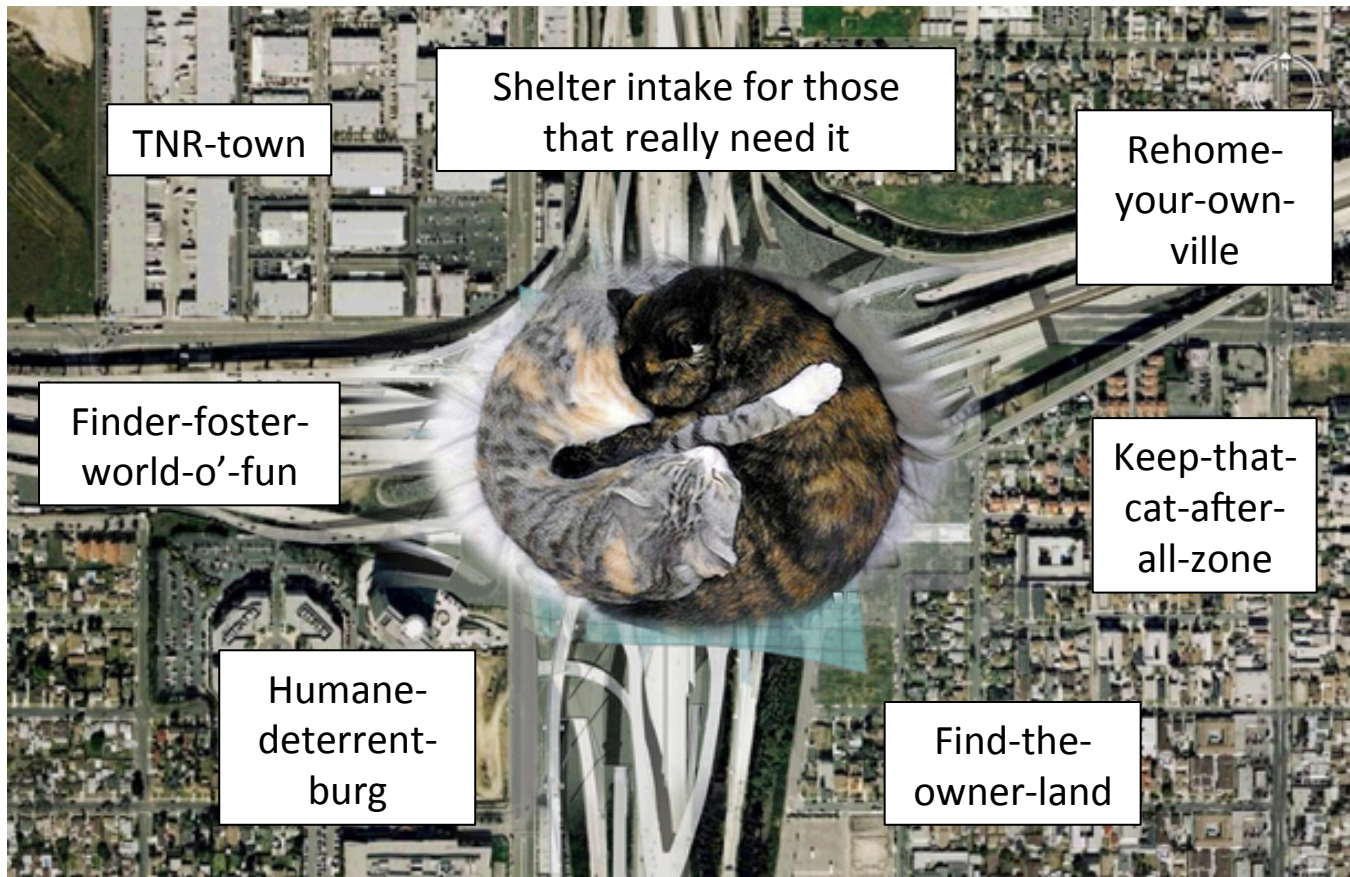 Shelter intake for those
that really need it
TNR-town
Rehome-
your-own-
ville
Finder-foster-
world-o’-fun
Keep-that-
cat-after-
all-zone
Humane-
deterrent-
burg
Find-the-
owner-land
N